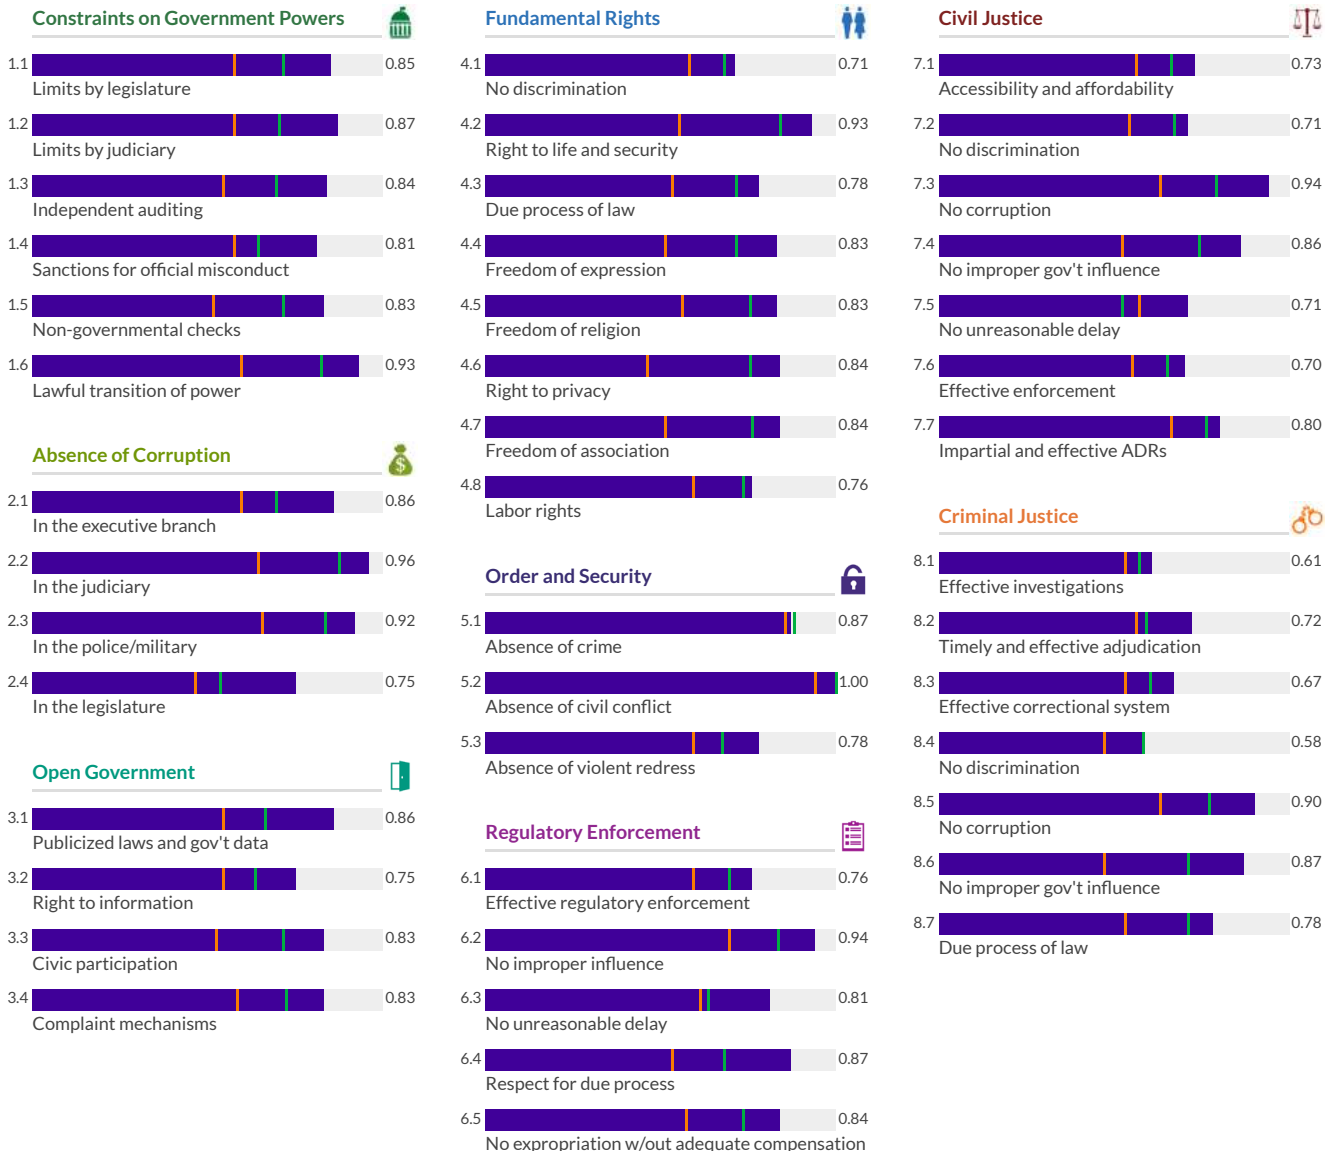 Constraints on Government Powers
1.1 0.85
Limits by legislature
1.2 0.87
Limits by judiciary
1.3 0.84
Independent auditing
1.4 0.81
Sanctions for official misconduct
1.5 0.83
Non-governmental checks
1.6 0.93
Lawful transition of power
Absence of Corruption
$
2.1 0.86
In the executive branch
2.2 0.96
In the judiciary
2.3 0.92
In the police/military
2.4 0.75
In the legislature
Open Government
3.1 0.86
Publicized laws and gov't data
3.2 0.75
Right to information
3.3 0.83
Civic participation
3.4 0.83
Complaint mechanisms
Fundamental Rights
4.1 0.71
No discrimination
4.2 0.93
Right to life and security
4.3 0.78
Due process of law
4.4 0.83
Freedom of expression
4.5 0.83
Freedom of religion
4.6 0.84
Right to privacy
4.7 0.84
Freedom of association
4.8 0.76
Labor rights
Order and Security
5.1 0.87
Absence of crime
5.2 1.00
Absence of civil conflict
5.3 0.78
Absence of violent redress
Regulatory Enforcement
6.1 0.76
Effective regulatory enforcement
6.2 0.94
No improper influence
6.3 0.81
No unreasonable delay
6.4 0.87
Respect for due process
6.5 0.84
No expropriation w/out adequate compensation
Civil Justice
7.1 0.73
Accessibility and affordability
7.2 0.71
No discrimination
7.3 0.94
No corruption
7.4 0.86
No improper gov't influence
7.5 0.71
No unreasonable delay
7.6 0.70
Effective enforcement
7.7 0.80
Impartial and effective ADRs
Criminal Justice
8.1 0.61
Effective investigations
8.2 0.72
Timely and effective adjudication
8.3 0.67
Effective correctional system
8.4 0.58
No discrimination
8.5 0.90
No corruption
8.6 0.87
No improper gov't influence
8.7 0.78
Due process of law